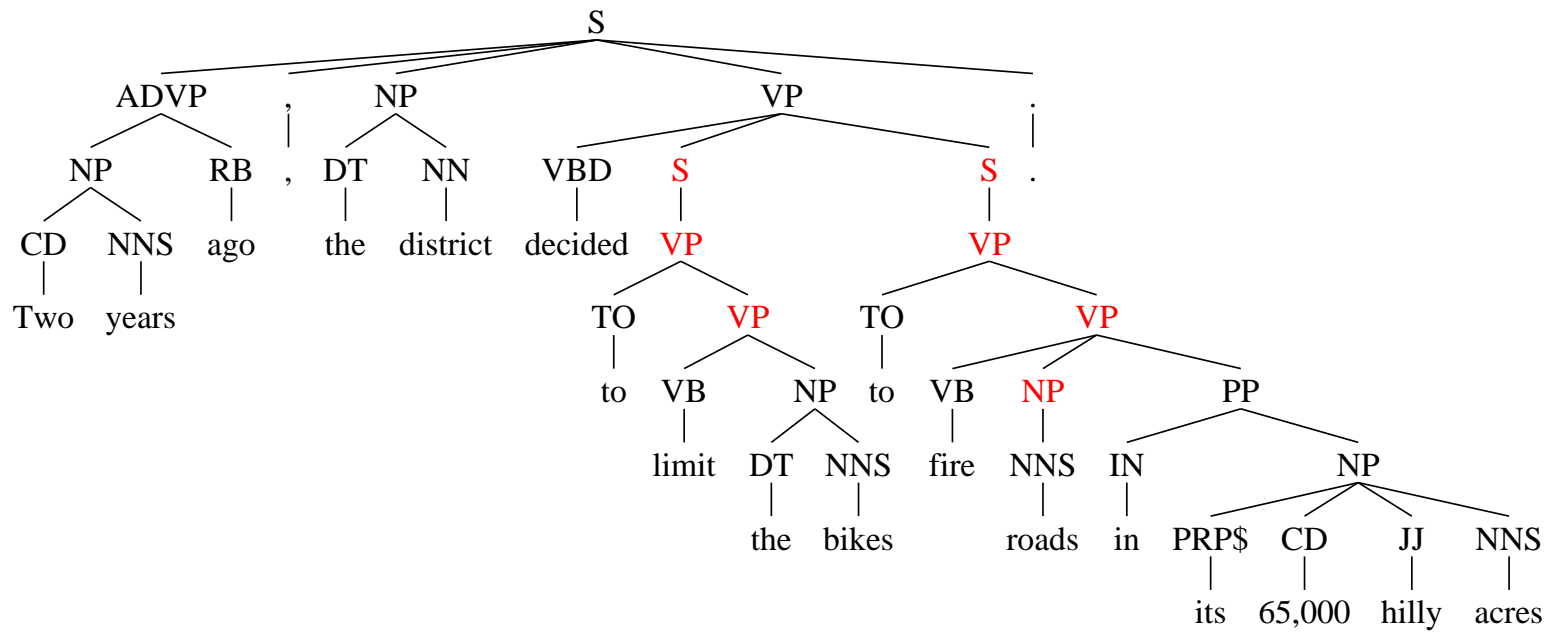 S
ADVP , NP VP .
NP RB , DT NN VBD S S .
CD NNS ago the district decided VP VP
Two years TO VP TO VP
to VB NP to VB NP PP
limit DT NNS fire NNS IN NP
the bikes roads in PRP$ CD JJ NNS
its 65,000 hilly acres